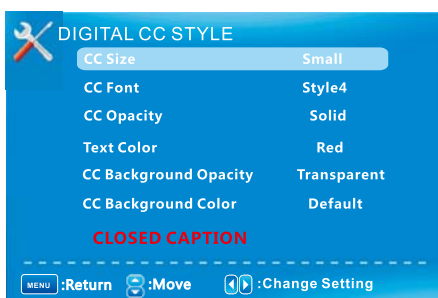 DIGITAL CC STYLE
CC Size Small
CC Font Style4
CC Opacity Solid
Text Color Red
CC Background Opacity Transparent
CC Background Color Default
CLOSED CAPTION
MENU :Return :Move :Change Setting